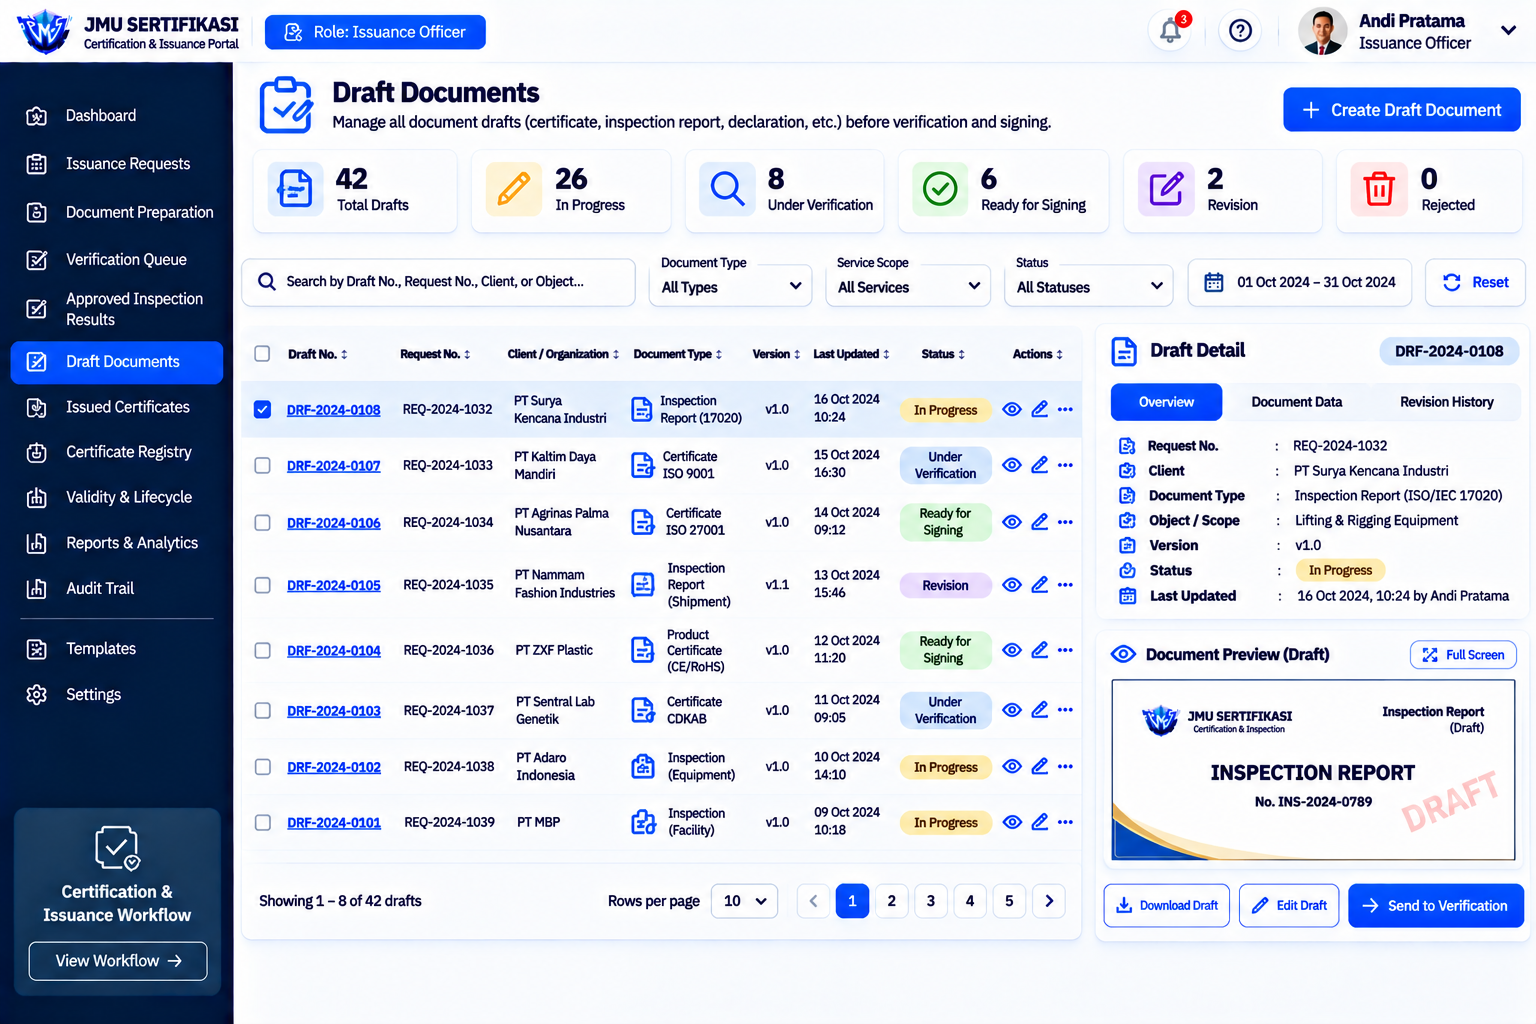 JMU SERTIFIKASI
Certification & Issuance Portal
Role: Issuance Officer
3
Andi Pratama
Issuance Officer
Dashboard
Issuance Requests
Document Preparation
Verification Queue
Approved Inspection
Results
Draft Documents
Issued Certificates
Certificate Registry
Validity & Lifecycle
Reports & Analytics
Audit Trail
Templates
Settings
Certification &
Issuance Workflow
View Workflow →
Draft Documents
Manage all document drafts (certificate, inspection report, declaration, etc.) before verification and signing.
+ Create Draft Document
42
Total Drafts
26
In Progress
8
Under Verification
6
Ready for Signing
2
Revision
0
Rejected
Search by Draft No., Request No., Client, or Object...
Document Type
All Types
Service Scope
All Services
Status
All Statuses
01 Oct 2024 – 31 Oct 2024
Reset
Draft No. Request No. Client / Organization Document Type Version Last Updated Status Actions
DRF-2024-0108 REQ-2024-1032 PT Surya Kencana Industri Inspection Report (17020) v1.0 16 Oct 2024 10:24 In Progress
DRF-2024-0107 REQ-2024-1033 PT Kaltim Daya Mandiri Certificate ISO 9001 v1.0 15 Oct 2024 16:30 Under Verification
DRF-2024-0106 REQ-2024-1034 PT Agrinas Palma Nusantara Certificate ISO 27001 v1.0 14 Oct 2024 09:12 Ready for Signing
DRF-2024-0105 REQ-2024-1035 PT Nammam Fashion Industries Inspection Report (Shipment) v1.1 13 Oct 2024 15:46 Revision
DRF-2024-0104 REQ-2024-1036 PT ZXF Plastic Product Certificate (CE/RoHS) v1.0 12 Oct 2024 11:20 Ready for Signing
DRF-2024-0103 REQ-2024-1037 PT Sentral Lab Genetik Certificate CDKAB v1.0 11 Oct 2024 09:05 Under Verification
DRF-2024-0102 REQ-2024-1038 PT Adaro Indonesia Inspection (Equipment) v1.0 10 Oct 2024 14:10 In Progress
DRF-2024-0101 REQ-2024-1039 PT MBP Inspection (Facility) v1.0 09 Oct 2024 10:18 In Progress
Showing 1 – 8 of 42 drafts
Rows per page 10
1 2 3 4 5
Draft Detail
DRF-2024-0108
Overview Document Data Revision History
Request No. : REQ-2024-1032
Client : PT Surya Kencana Industri
Document Type : Inspection Report (ISO/IEC 17020)
Object / Scope : Lifting & Rigging Equipment
Version : v1.0
Status : In Progress
Last Updated : 16 Oct 2024, 10:24 by Andi Pratama
Document Preview (Draft)
Full Screen
JMU SERTIFIKASI
Certification & Inspection
Inspection Report
(Draft)
INSPECTION REPORT
No. INS-2024-0789
DRAFT
Download Draft
Edit Draft
→ Send to Verification